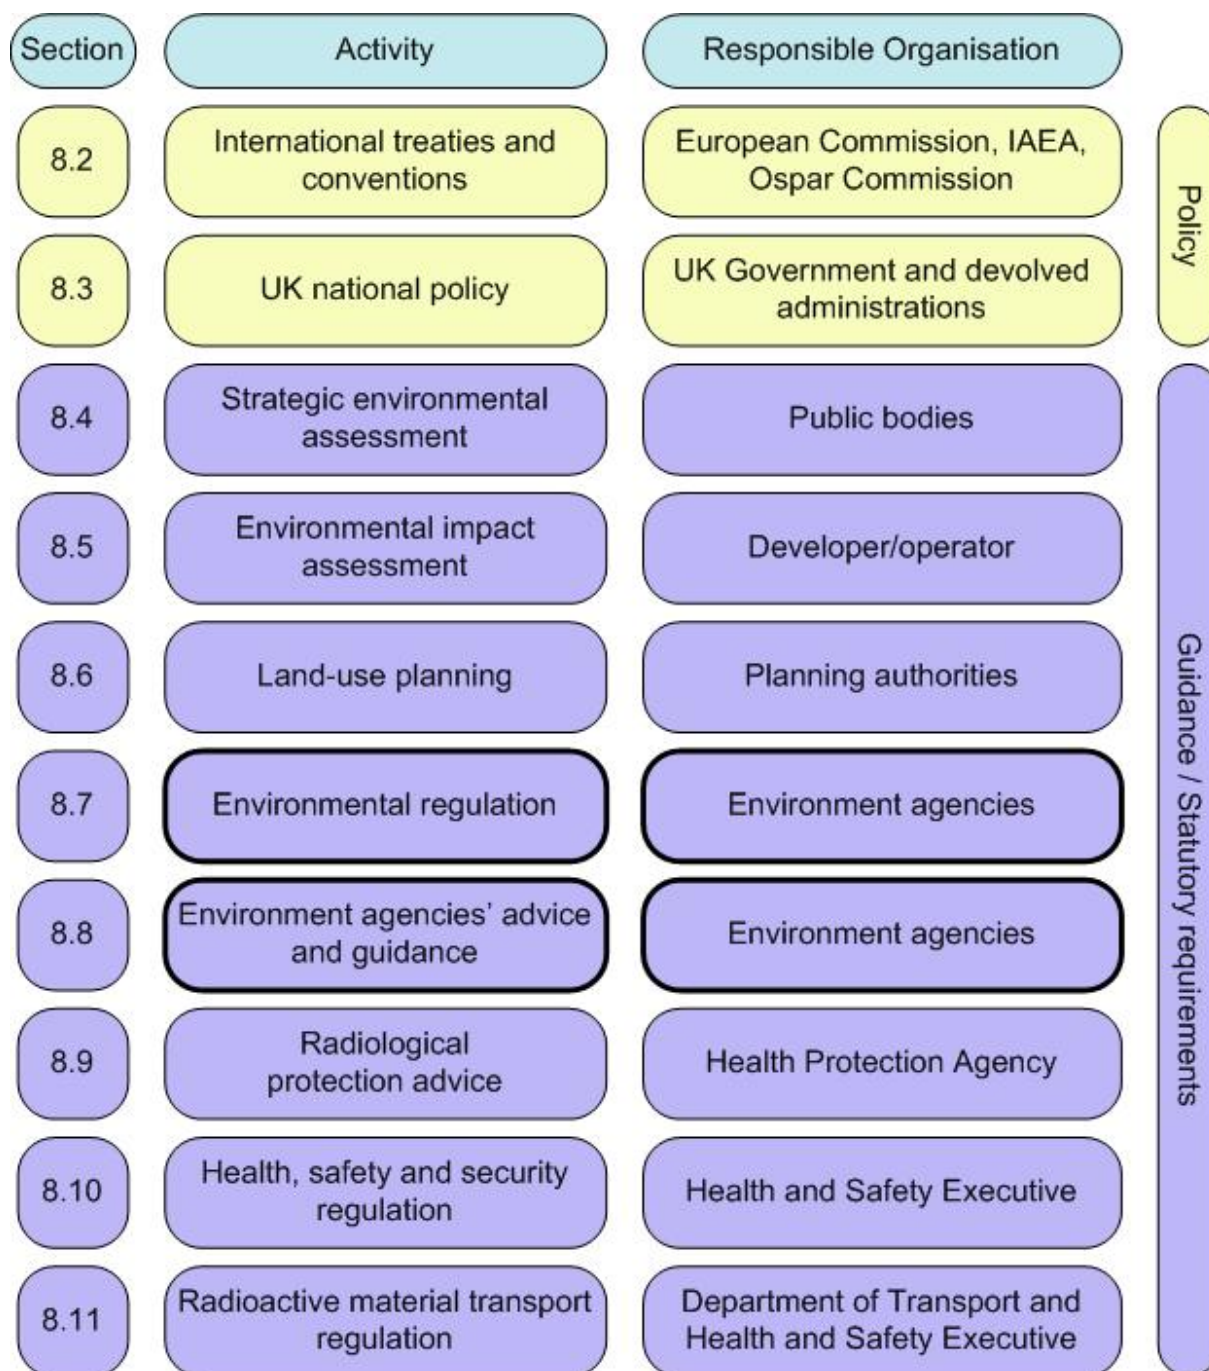 Section
Activity
Responsible Organisation
8.2
International treaties and
conventions
European Commission, IAEA,
Ospar Commission
8.3
UK national policy
UK Government and devolved
administrations
Policy
8.4
Strategic environmental
assessment
Public bodies
8.5
Environmental impact
assessment
Developer/operator
8.6
Land-use planning
Planning authorities
8.7
Environmental regulation
Environment agencies
8.8
Environment agencies’ advice
and guidance
Environment agencies
8.9
Radiological
protection advice
Health Protection Agency
8.10
Health, safety and security
regulation
Health and Safety Executive
8.11
Radioactive material transport
regulation
Department of Transport and
Health and Safety Executive
Guidance / Statutory requirements